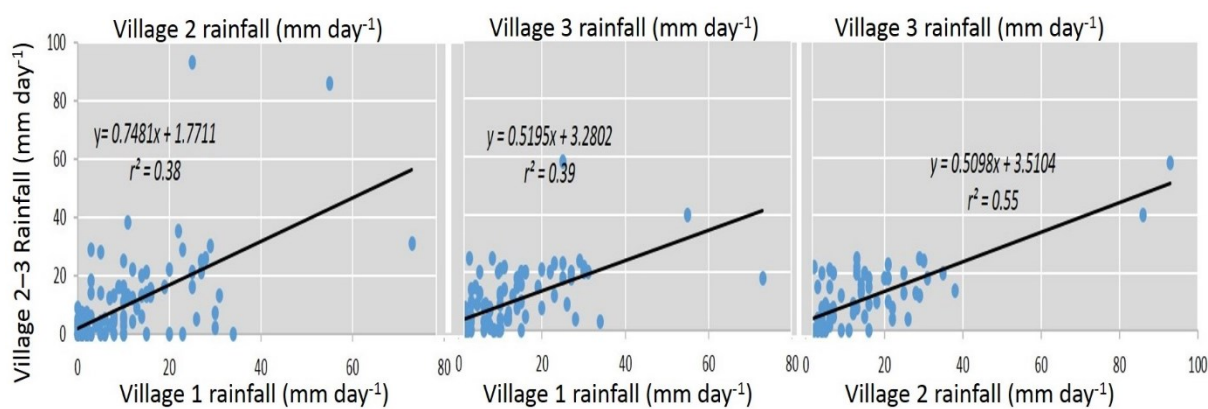 Village 2 rainfall (mm day⁻¹)
Village 3 rainfall (mm day⁻¹)
Village 3 rainfall (mm day⁻¹)
Village 2–3 Rainfall (mm day⁻¹)
100
80
60
40
20
0
y= 0.7481x + 1.7711
r² = 0.38
y = 0.5195x + 3.2802
r² = 0.39
y = 0.5098x + 3.5104
r² = 0.55
0 20 40 60 80
20 40 60 80
20 40 60 80 100
Village 1 rainfall (mm day⁻¹)
Village 1 rainfall (mm day⁻¹)
Village 2 rainfall (mm day⁻¹)